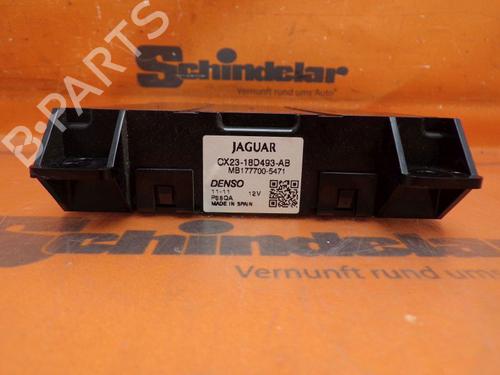 B-PARTS
Schindelar
Vernunft rund ums Auto
JAGUAR
CX23-18D493-AB
MB177700-5471
DENSO
11-11 12V
P88QA
MADE IN SPAIN
Schindelar
Vernunft rund ums